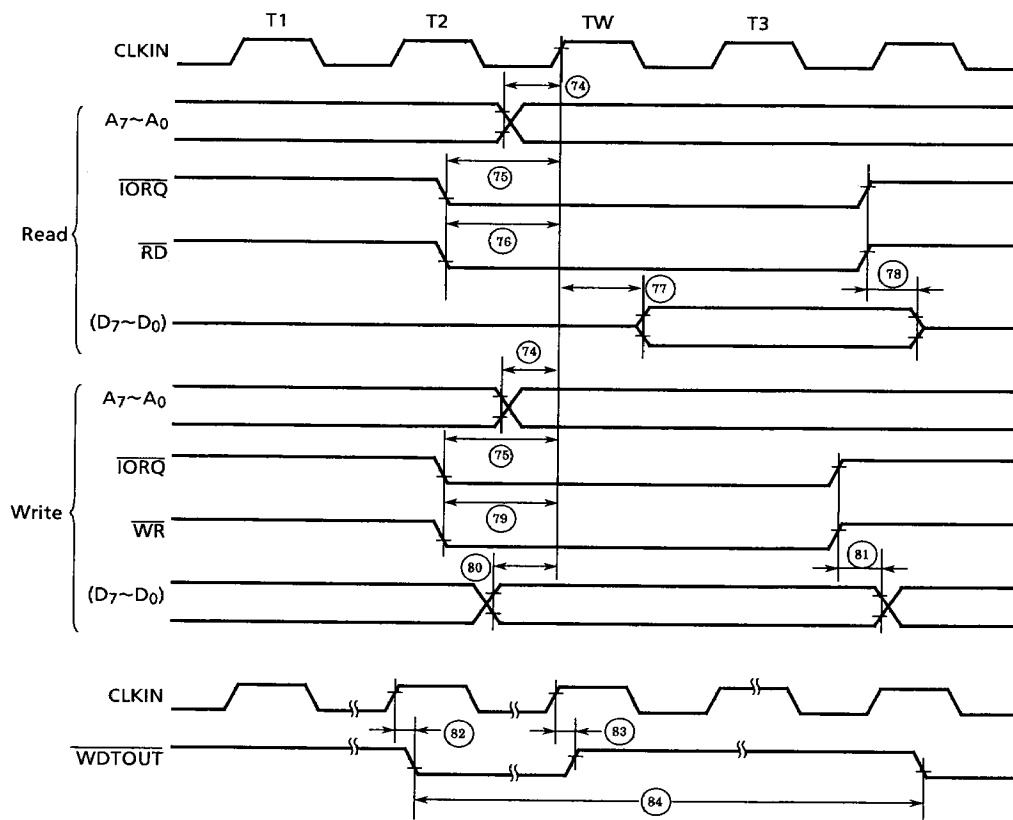 T1 T2 TW T3
CLKIN
74
A7~A0
75
IORQ
76
Read
RD
78
77
(D7~D0)
74
A7~A0
75
IORQ
Write
79
WR
80
81
(D7~D0)
CLKIN
82
83
WDTOUT
84